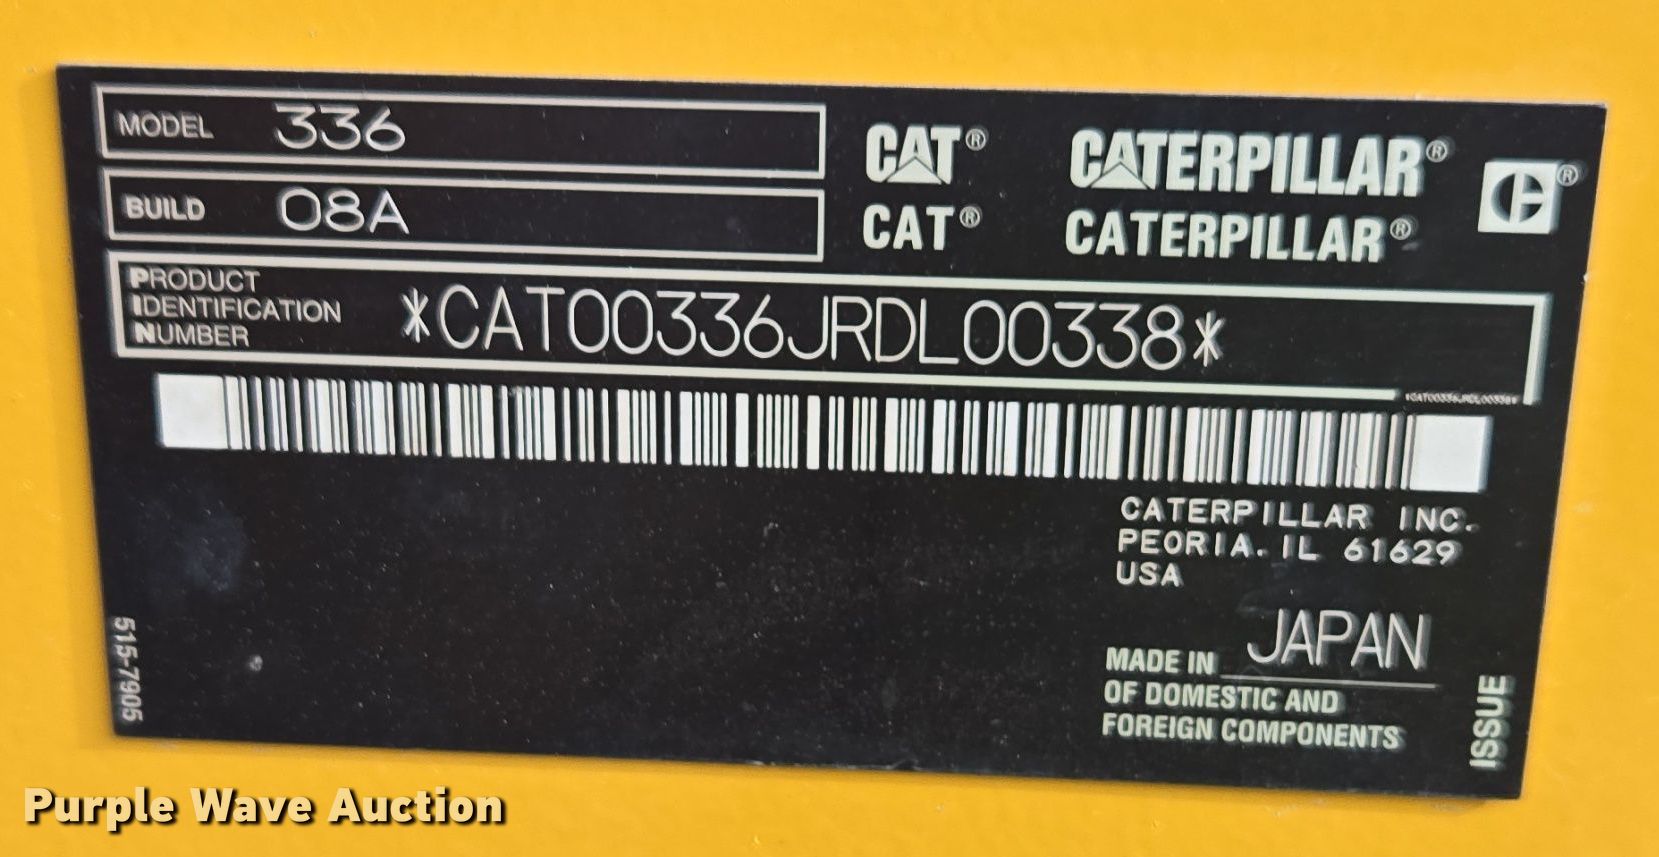 MODEL 336
BUILD 08A
CAT® CATERPILLAR® ®
CAT® CATERPILLAR®
PRODUCT
IDENTIFICATION
NUMBER
*CAT00336JRDL00338*
*CAT00336JRDL00338*
CATERPILLAR INC.
PEORIA. IL 61629
USA
MADE IN JAPAN
OF DOMESTIC AND
FOREIGN COMPONENTS
515-7905
ISSUE
Purple Wave Auction